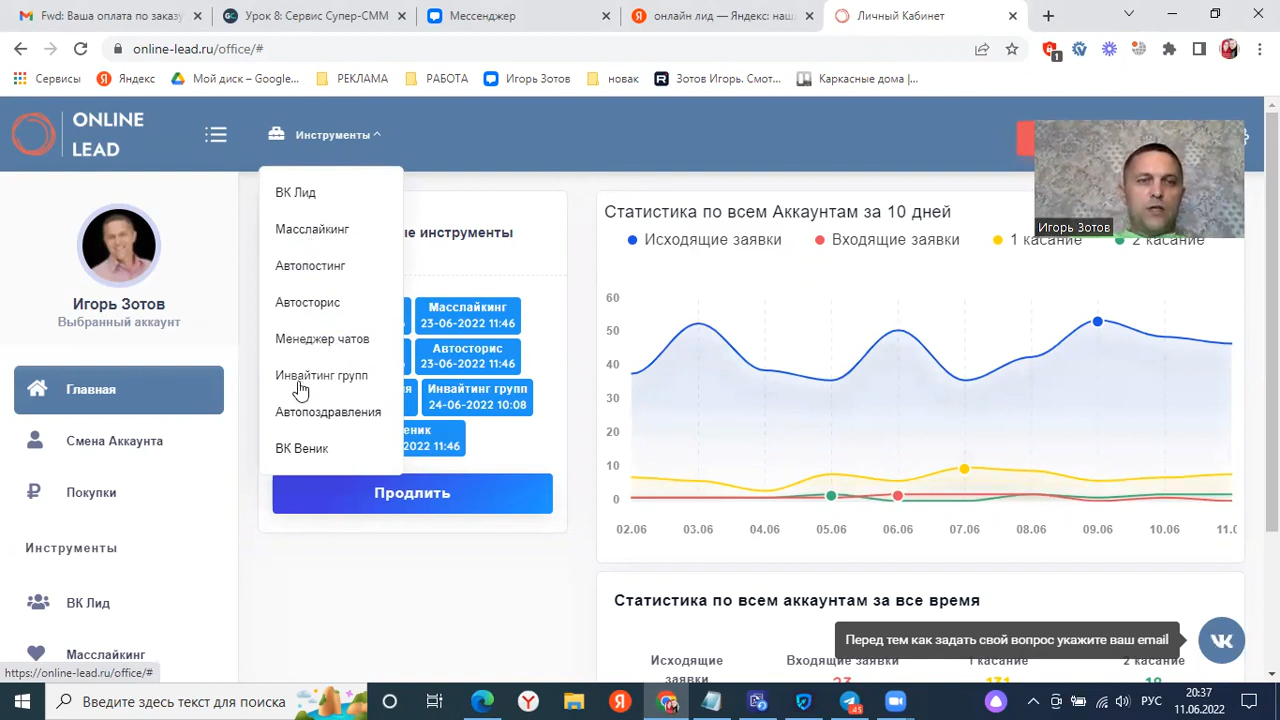 Fwd: Ваша оплата по заказу
Урок 8: Сервис Супер-СММ
Мессенджер
онлайн лид — Яндекс: наш
Личный Кабинет
online-lead.ru/office/#
1
Сервисы
Яндекс
Мой диск – Google...
РЕКЛАМА
РАБОТА
Игорь Зотов
новак
Зотов Игорь. Смот...
Каркасные дома |...
ONLINE
LEAD
Инструменты
Игорь Зотов
ВК Лид
Масслайкинг
Автопостинг
Автосторис
Менеджер чатов
Инвайтинг групп
Автопоздравления
ВК Веник
Игорь Зотов
Выбранный аккаунт
Главная
Смена Аккаунта
Покупки
Инструменты
ВК Лид
Масслайкинг
инструменты
Масслайкинг
23-06-2022 11:46
Автосторис
23-06-2022 11:46
Инвайтинг групп
24-06-2022 10:08
Продлить
Статистика по всем Аккаунтам за 10 дней
Исходящие заявки
Входящие заявки
1 касание
2 касание
60
50
40
30
20
10
0
02.06
03.06
04.06
05.06
06.06
07.06
08.06
09.06
10.06
Статистика по всем аккаунтам за все время
Перед тем как задать свой вопрос укажите ваш email
Исходящие
заявки
Входящие заявки
1 касание
2 касание
https://online-lead.ru/office/#
Введите здесь текст для поиска
45
РУС
20:37
11.06.2022